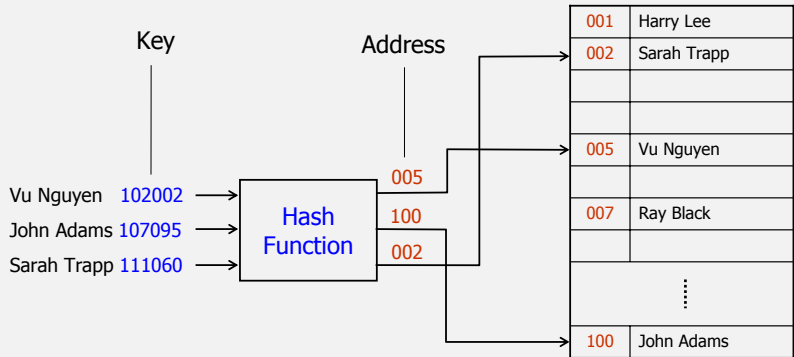 Key
Address
Vu Nguyen 102002
John Adams 107095
Sarah Trapp 111060
Hash
Function
005
100
002
001 Harry Lee
002 Sarah Trapp
005 Vu Nguyen
007 Ray Black
100 John Adams